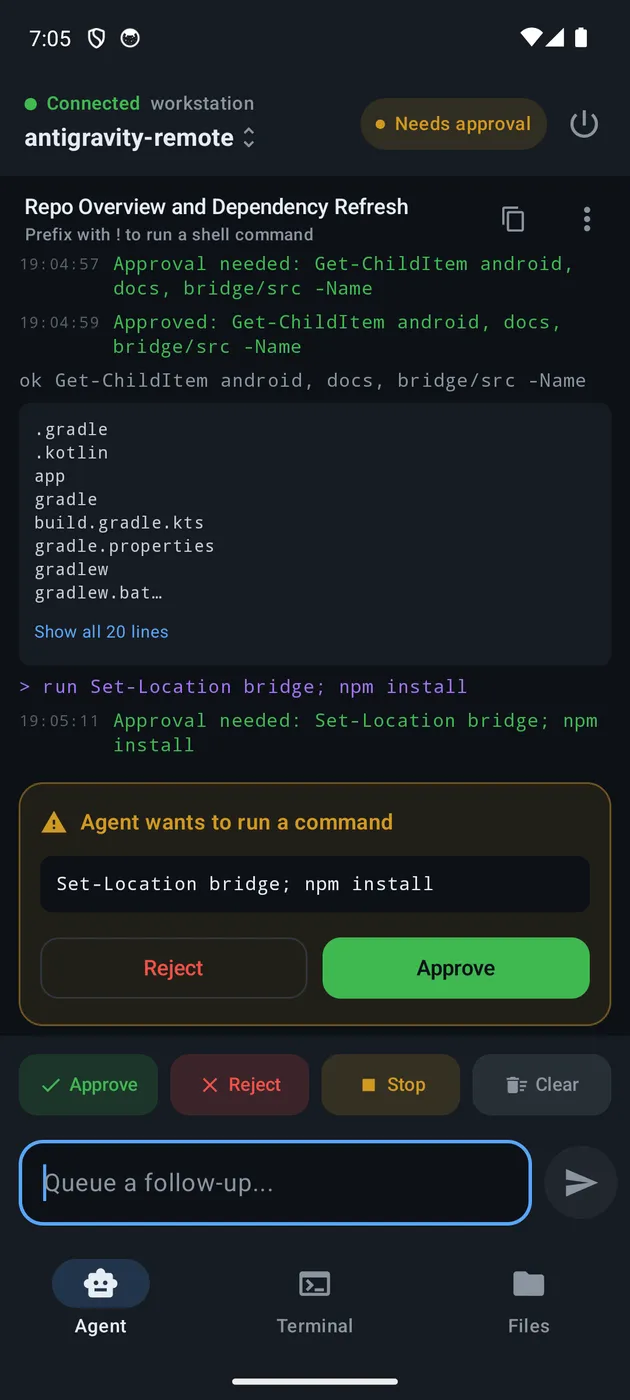 7:05
Connected workstation
antigravity-remote
Needs approval
Repo Overview and Dependency Refresh
Prefix with ! to run a shell command
19:04:57 Approval needed: Get-ChildItem android,
docs, bridge/src -Name
19:04:59 Approved: Get-ChildItem android, docs,
bridge/src -Name
ok Get-ChildItem android, docs, bridge/src -Name
.gradle
.kotlin
app
gradle
build.gradle.kts
gradle.properties
gradlew
gradlew.bat…
Show all 20 lines
> run Set-Location bridge; npm install
19:05:11 Approval needed: Set-Location bridge; npm
install
Agent wants to run a command
Set-Location bridge; npm install
Reject Approve
Approve Reject Stop Clear
Queue a follow-up...
Agent Terminal Files